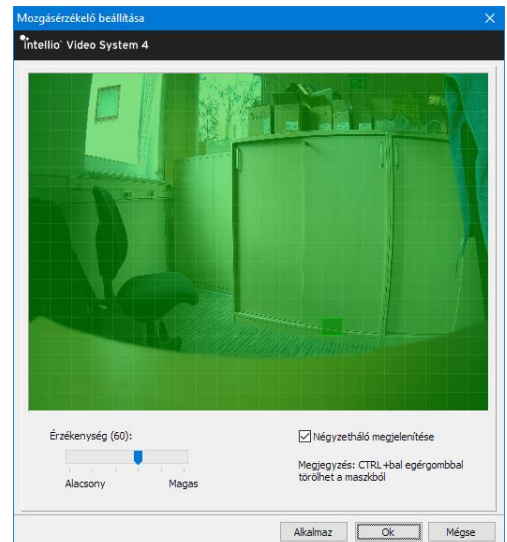 Mozgásérzékelő beállítása
intellio Video System 4
Érzékenység (60):
Négyzetháló megjelenítése
Alacsony
Magas
Megjegyzés: CTRL+bal egérgombbal
törölhet a maszkból
Alkalmaz
Ok
Mégse